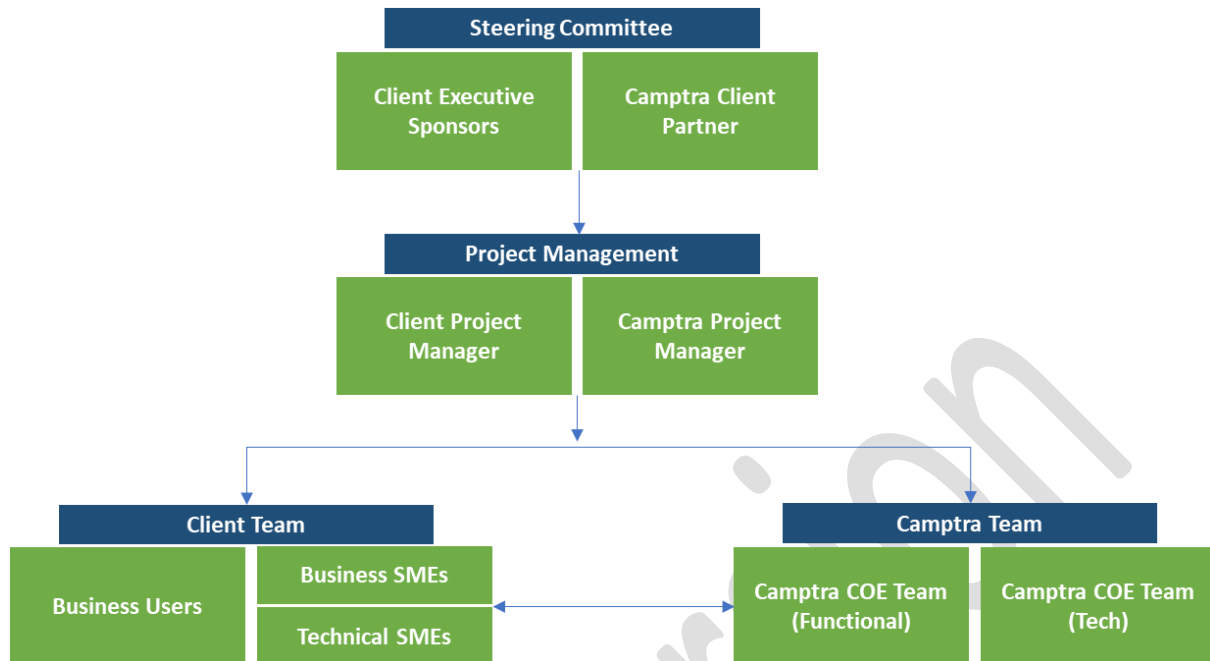 Steering Committee
Client Executive
Sponsors
Camptra Client
Partner
Project Management
Client Project
Manager
Camptra Project
Manager
Client Team
Camptra Team
Business Users
Business SMEs
Technical SMEs
Camptra COE Team
(Functional)
Camptra COE Team
(Tech)